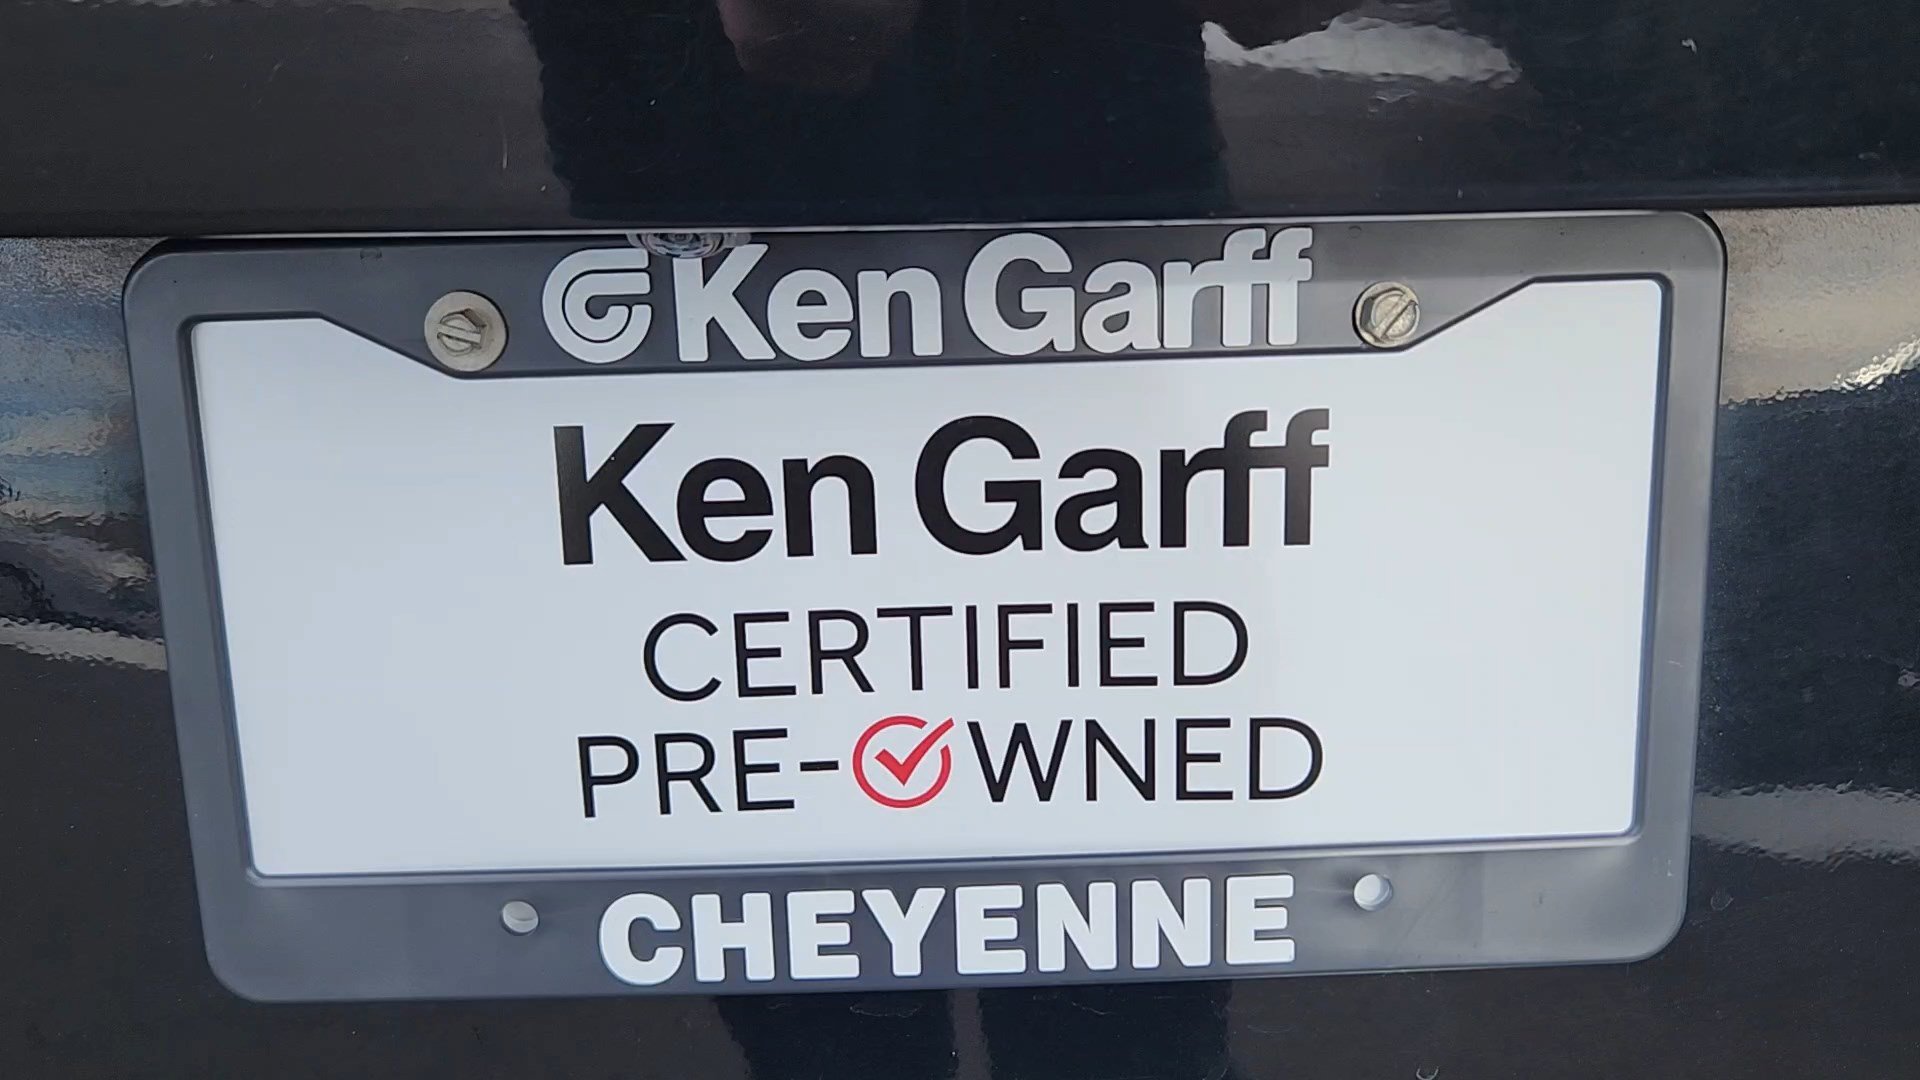 Ken Garff
Ken Garff
CERTIFIED
PRE-OWNED
CHEYENNE